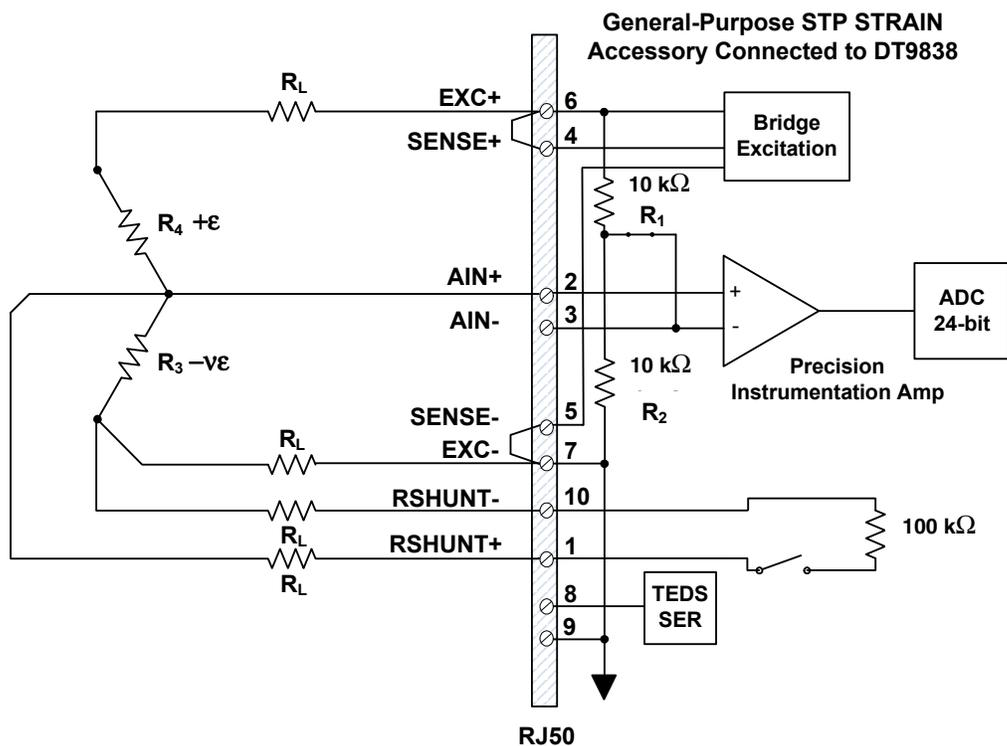 General-Purpose STP STRAIN
Accessory Connected to DT9838
RL
EXC+
6
SENSE+
4
Bridge
Excitation
10 kΩ
R1
R4 +ε
AIN+
2
+
ADC
24-bit
AIN-
3
-
R3 –νε
10 kΩ
Precision
Instrumentation Amp
R2
SENSE-
5
RL
EXC-
7
RSHUNT-
10
100 kΩ
RL
RSHUNT+
1
RL
8
TEDS
SER
9
RJ50